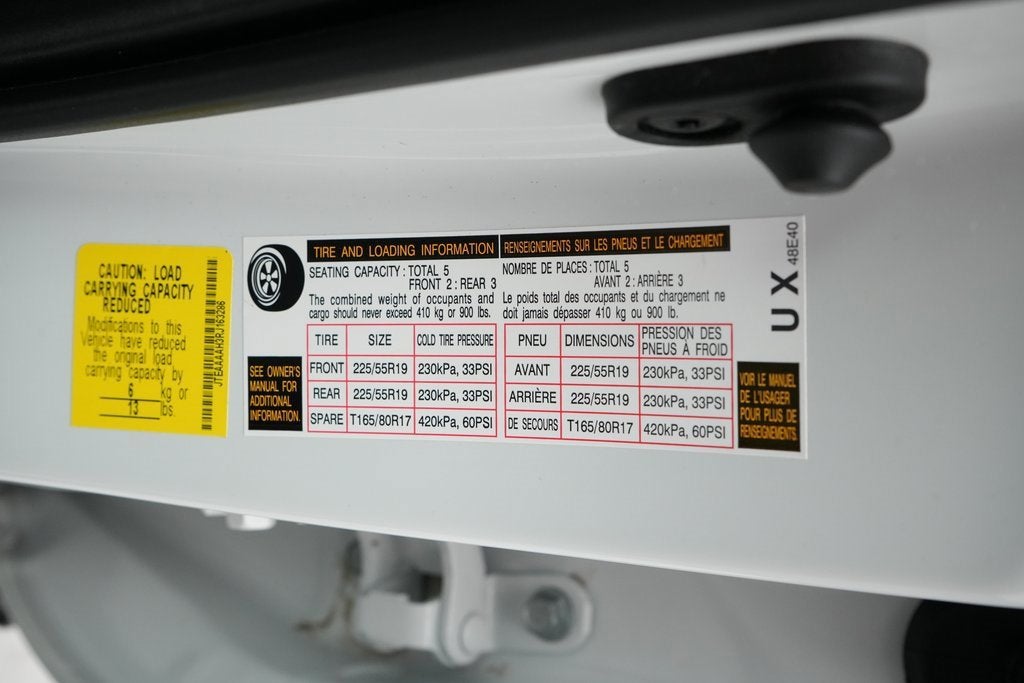 CAUTION: LOAD
CARRYING CAPACITY
REDUCED
Modifications to this
Vehicle have reduced
the original load
carrying capacity by
6 kg or
13 lbs.
JTEAAAAH3RJ163286
TIRE AND LOADING INFORMATION
SEATING CAPACITY : TOTAL 5
FRONT 2 : REAR 3
The combined weight of occupants and
cargo should never exceed 410 kg or 900 lbs.
RENSEIGNEMENTS SUR LES PNEUS ET LE CHARGEMENT
NOMBRE DE PLACES : TOTAL 5
AVANT 2 : ARRIÈRE 3
Le poids total des occupants et du chargement ne
doit jamais dépasser 410 kg ou 900 lb.
SEE OWNER'S
MANUAL FOR
ADDITIONAL
INFORMATION.
TIRE SIZE COLD TIRE PRESSURE
FRONT 225/55R19 230kPa, 33PSI
REAR 225/55R19 230kPa, 33PSI
SPARE T165/80R17 420kPa, 60PSI
PNEU DIMENSIONS PRESSION DES
PNEUS À FROID
AVANT 225/55R19 230kPa, 33PSI
ARRIÈRE 225/55R19 230kPa, 33PSI
DE SECOURS T165/80R17 420kPa, 60PSI
VOIR LE MANUEL
DE L'USAGER
POUR PLUS DE
RENSEIGNEMENTS.
UX
48E40